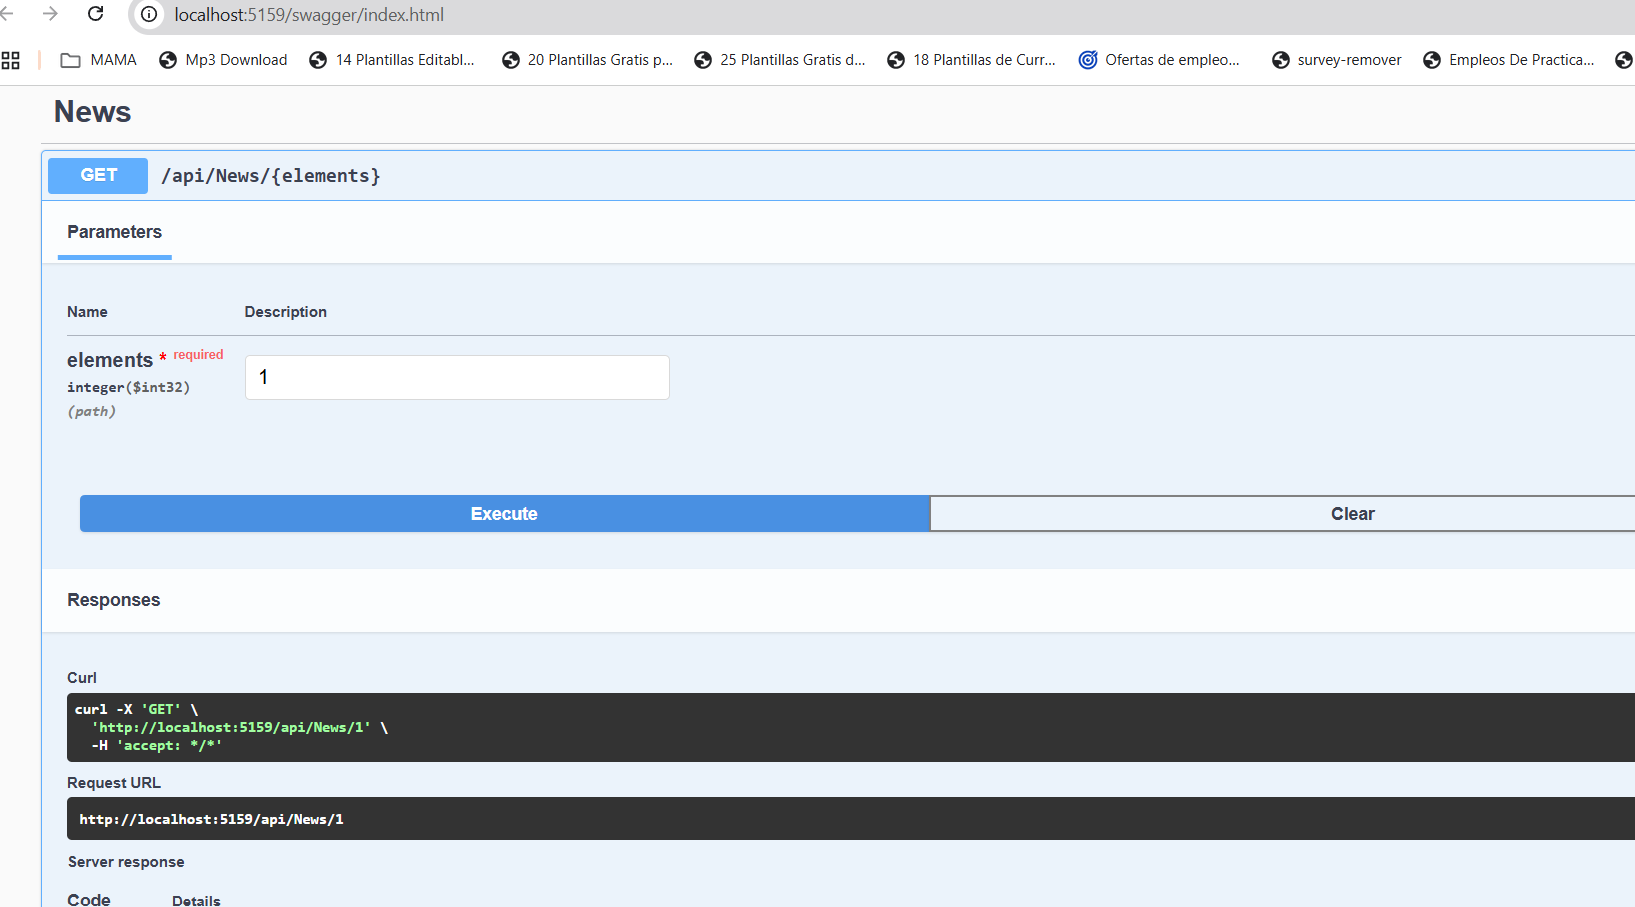 localhost:5159/swagger/index.html
MAMA Mp3 Download 14 Plantillas Editabl... 20 Plantillas Gratis p... 25 Plantillas Gratis d... 18 Plantillas de Curr... Ofertas de empleo... survey-remover Empleos De Practica...
News
GET /api/News/{elements}
Parameters
Name Description
elements * required
integer($int32)
(path)
1
Execute Clear
Responses
Curl
curl -X 'GET' \
'http://localhost:5159/api/News/1' \
-H 'accept: */*'
Request URL
http://localhost:5159/api/News/1
Server response
Code Details